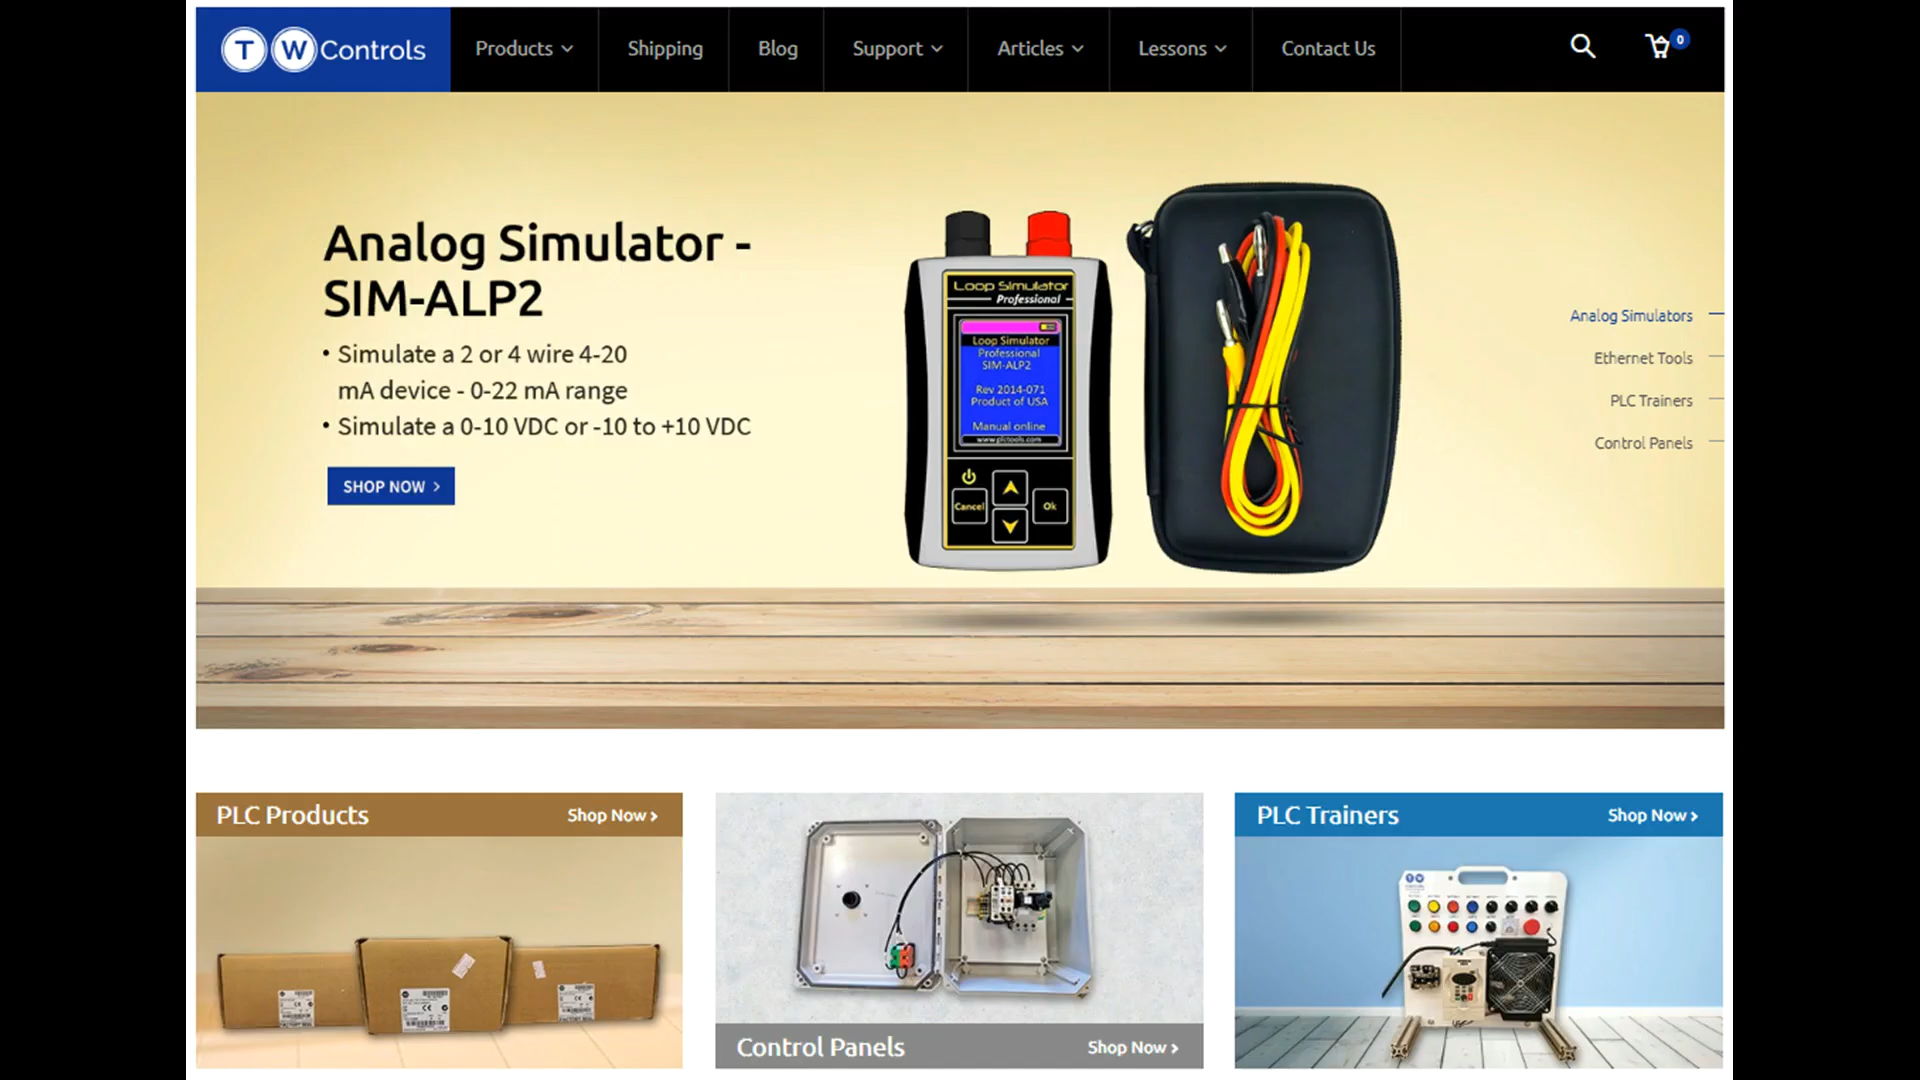 T W Controls
Products
Shipping
Blog
Support
Articles
Lessons
Contact Us
0
Analog Simulator -
SIM-ALP2
• Simulate a 2 or 4 wire 4-20
mA device - 0-22 mA range
• Simulate a 0-10 VDC or -10 to +10 VDC
SHOP NOW >
Loop Simulator
Professional
Loop Simulator
Professional
SIM-ALP2
Rev 2014-071
Product of USA
Manual online
www.plctools.com
Cancel
Ok
Analog Simulators
Ethernet Tools
PLC Trainers
Control Panels
PLC Products
Shop Now >
Control Panels
Shop Now >
PLC Trainers
Shop Now >
T W